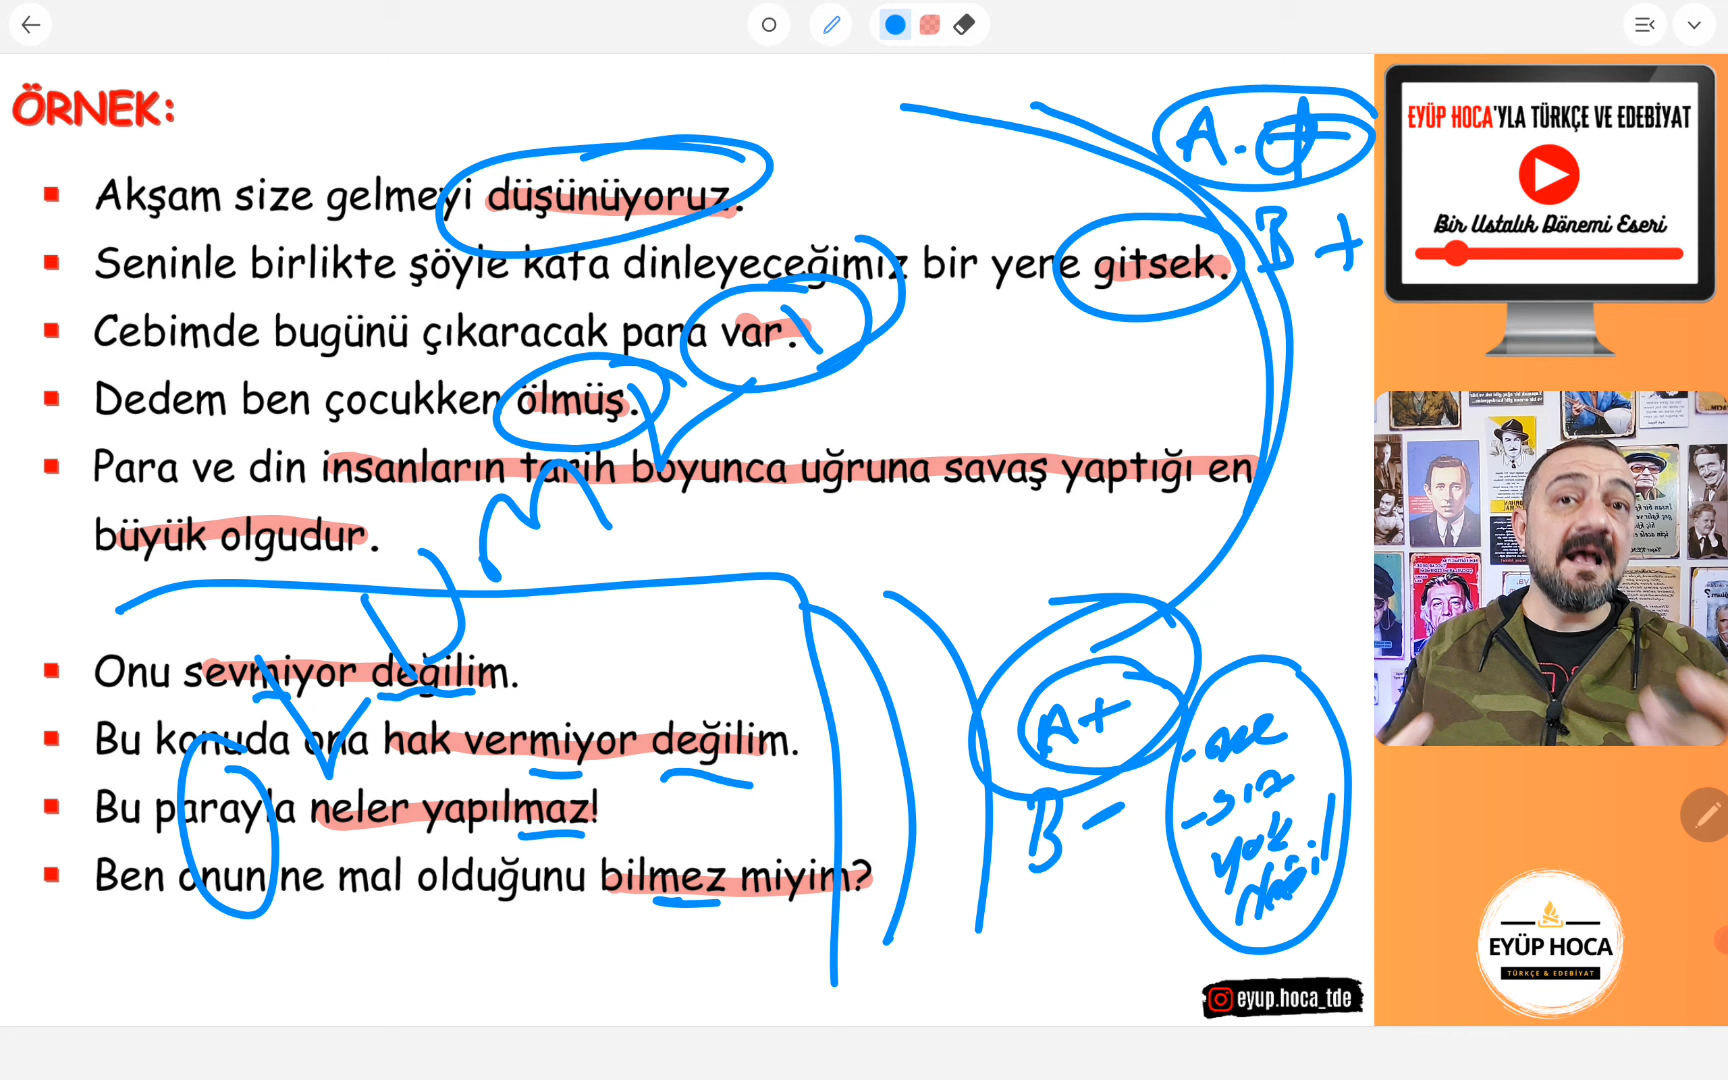 ÖRNEK:
Akşam size gelmeyi düşünüyoruz.
Seninle birlikte şöyle kafa dinleyeceğimiz bir yere gitsek.
Cebimde bugünü çıkaracak para var.
Dedem ben çocukken ölmüş.
Para ve din insanların tarih boyunca uğruna savaş yaptığı en
büyük olgudur.
Onu sevmiyor değilim.
Bu konuda ona hak vermiyor değilim.
Bu parayla neler yapılmaz!
Ben onun ne mal olduğunu bilmez miyim?
A. +
B +
A+
B -
-me
-sız
yok
değil
EYÜP HOCA'YLA TÜRKÇE VE EDEBİYAT
Bir Ustalık Dönemi Eseri
EYÜP HOCA
TÜRKÇE & EDEBİYAT
eyup.hoca_tde